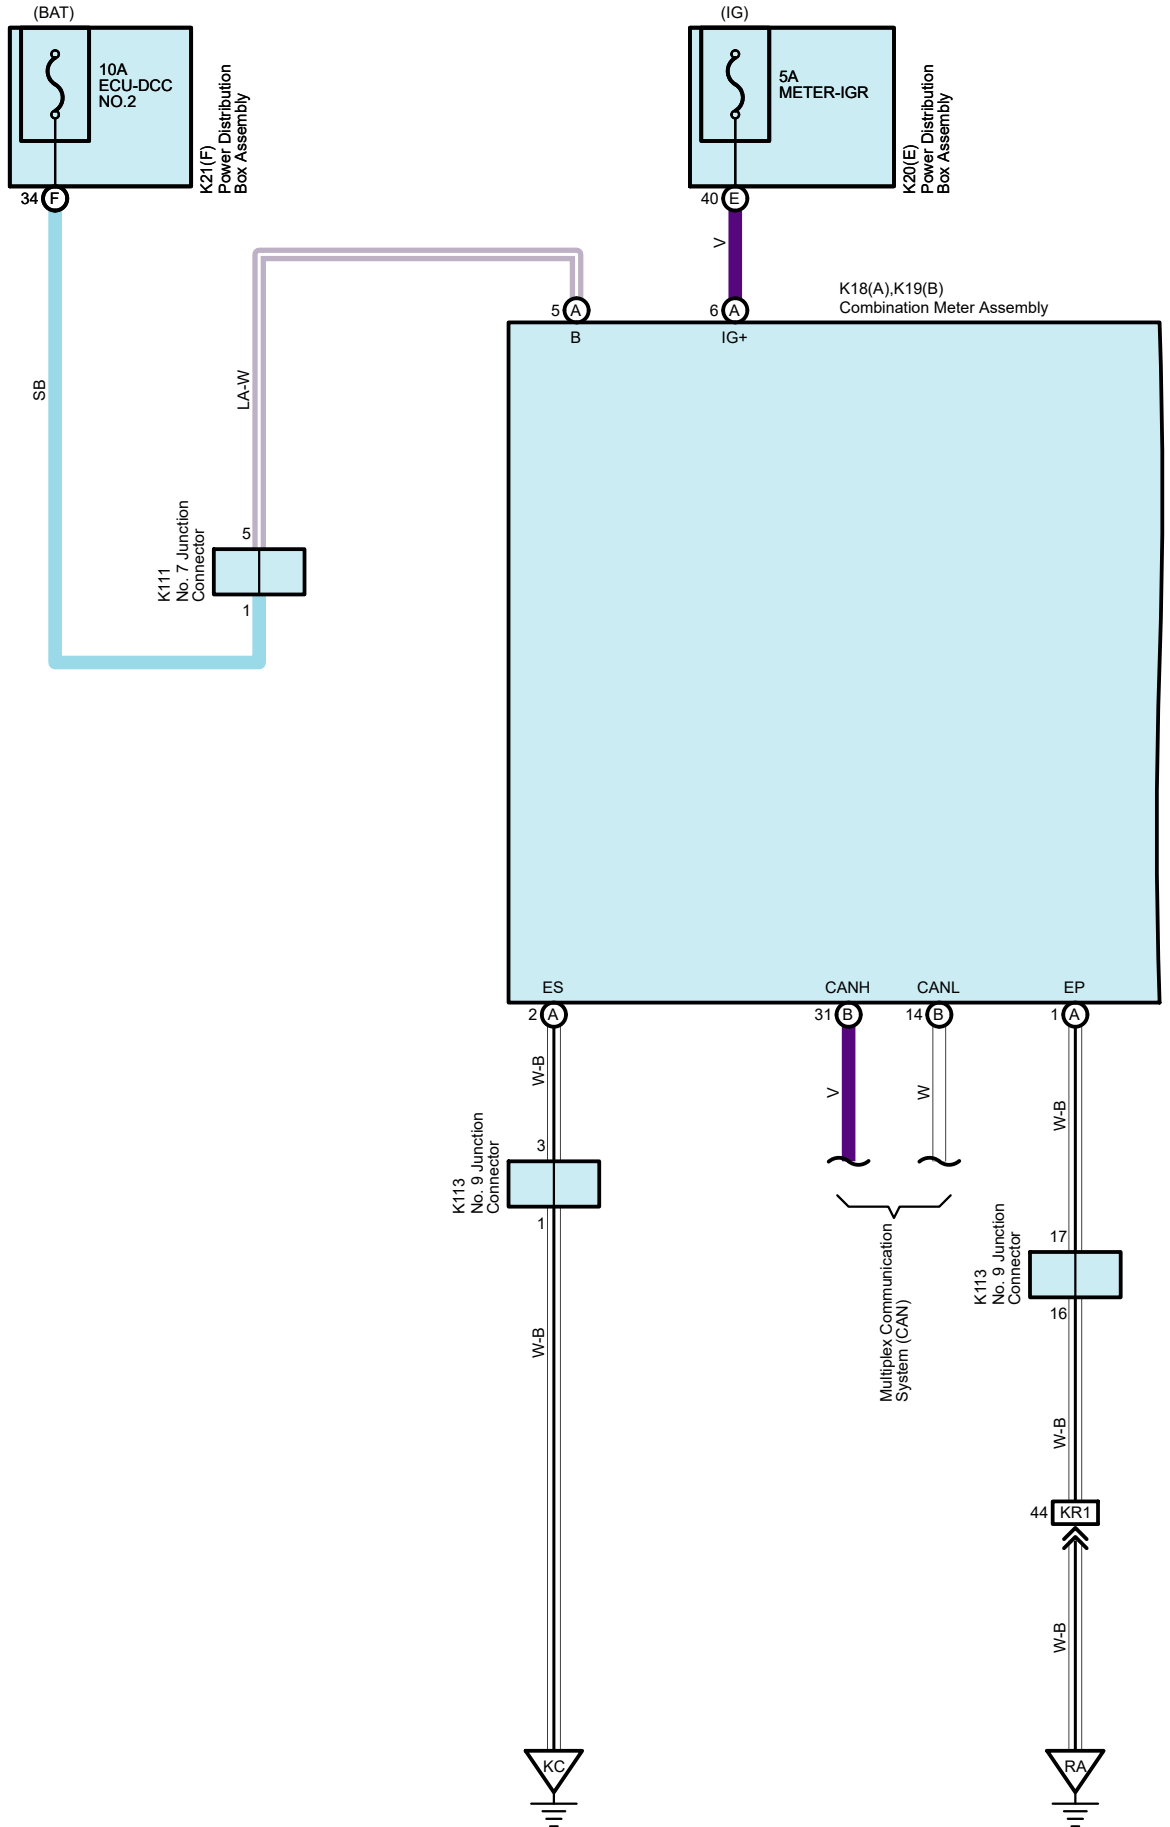 (BAT)
10A
ECU-DCC
NO.2
K21(F)
Power Distribution
Box Assembly
34 F
(IG)
5A
METER-IGR
K20(E)
Power Distribution
Box Assembly
40 E
V
SB
LA-W
5 A
B
6 A
IG+
K18(A),K19(B)
Combination Meter Assembly
5
K111
No. 7 Junction
Connector
1
ES
2 A
CANH
31 B
CANL
14 B
EP
1 A
W-B
V
W
W-B
3
K113
No. 9 Junction
Connector
1
Multiplex Communication
System (CAN)
17
K113
No. 9 Junction
Connector
16
W-B
W-B
44 KR1
W-B
KC
RA